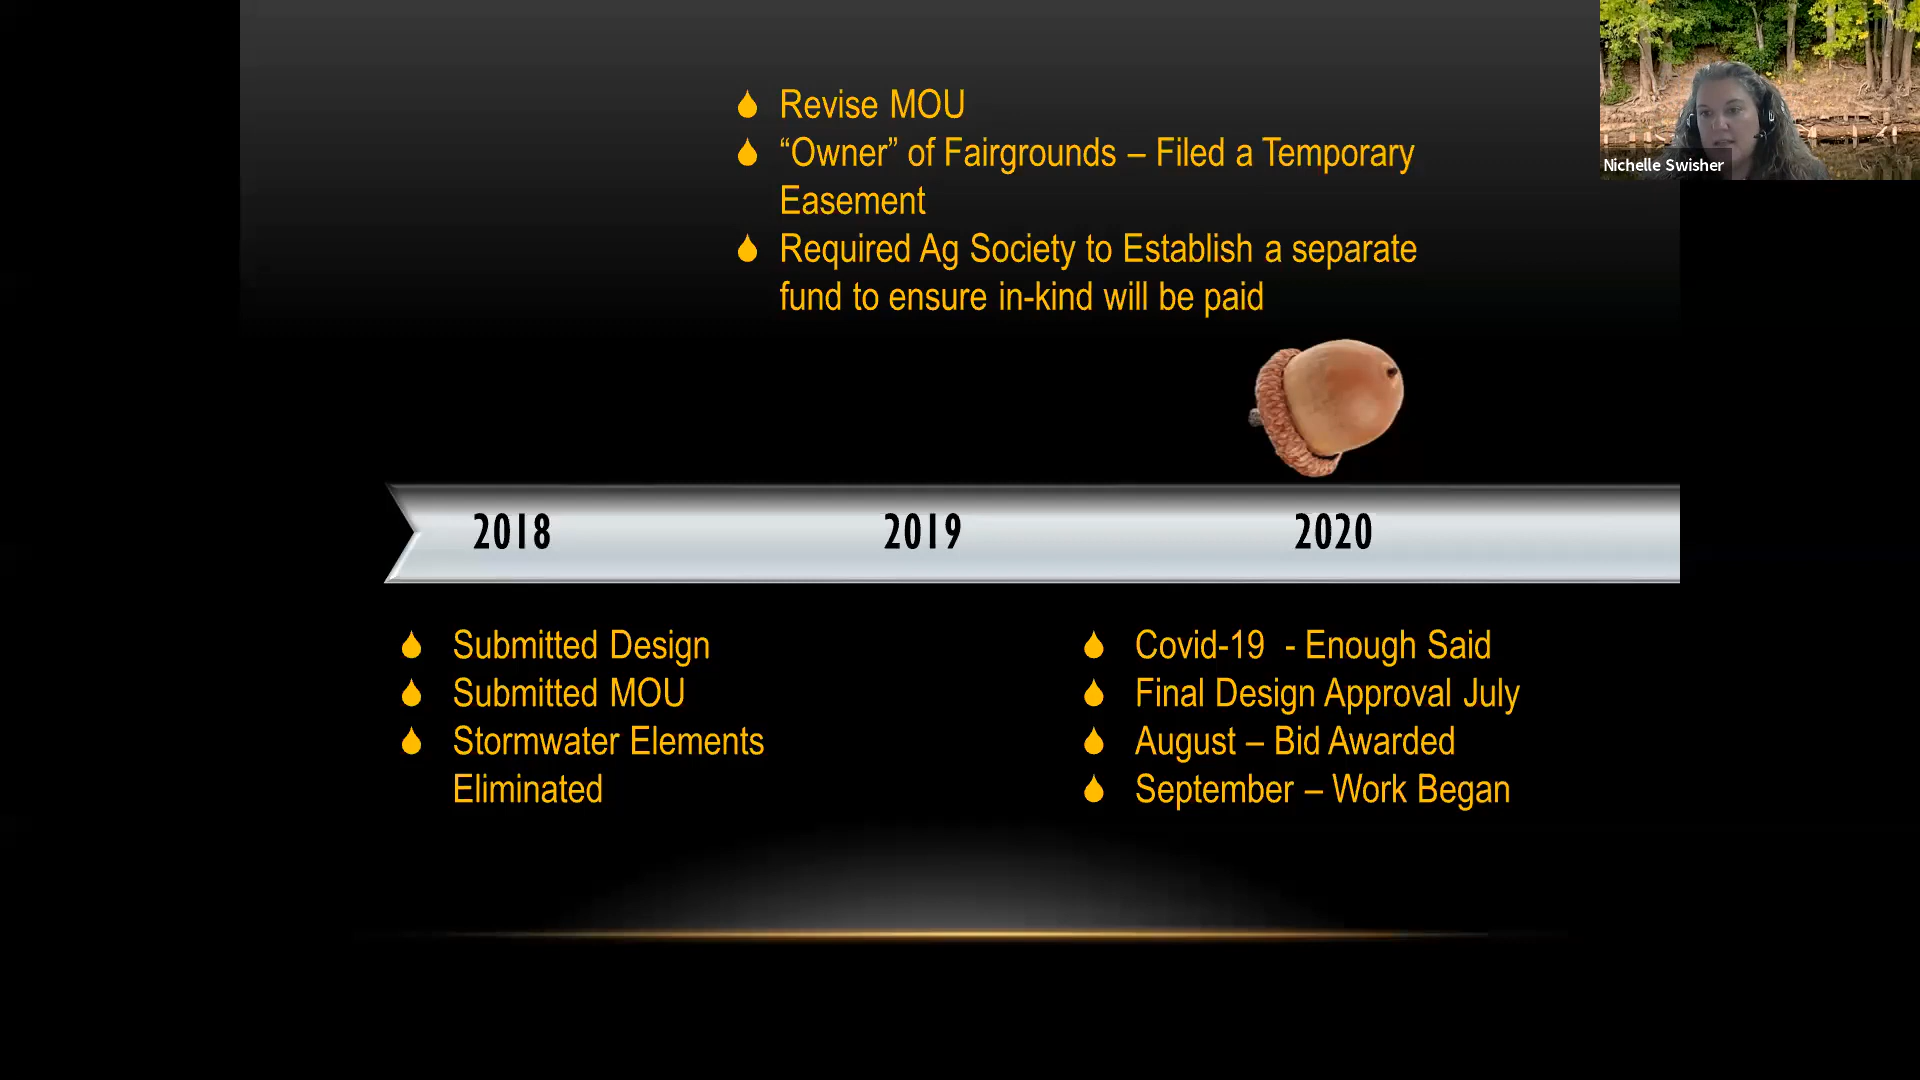 Revise MOU
“Owner” of Fairgrounds – Filed a Temporary
Easement
Required Ag Society to Establish a separate
fund to ensure in-kind will be paid
Nichelle Swisher
2018
2019
2020
Submitted Design
Submitted MOU
Stormwater Elements
Eliminated
Covid-19 - Enough Said
Final Design Approval July
August – Bid Awarded
September – Work Began